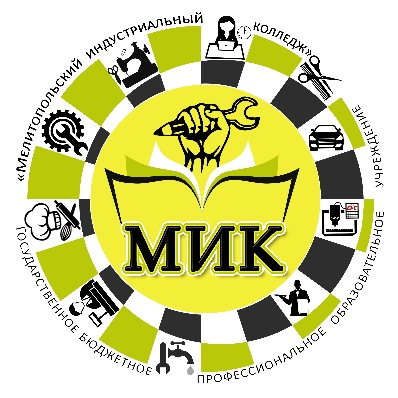 ГОСУДАРСТВЕННОЕ БЮДЖЕТНОЕ ПРОФЕССИОНАЛЬНОЕ ОБРАЗОВАТЕЛЬНОЕ УЧРЕЖДЕНИЕ
«МЕЛИТОПОЛЬСКИЙ ИНДУСТРИАЛЬНЫЙ КОЛЛЕДЖ»
МИК